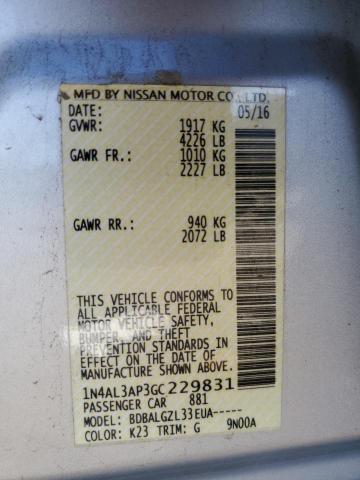 MFD BY NISSAN MOTOR CO., LTD.
DATE: 05/16
GVWR: 1917 KG
4226 LB
GAWR FR.: 1010 KG
2227 LB
GAWR RR.: 940 KG
2072 LB
THIS VEHICLE CONFORMS TO
ALL APPLICABLE FEDERAL
MOTOR VEHICLE SAFETY,
BUMPER, AND THEFT
PREVENTION STANDARDS IN
EFFECT ON THE DATE OF
MANUFACTURE SHOWN ABOVE.
1N4AL3AP3GC229831
PASSENGER CAR 881
MODEL: BDBALGZL33EUA-----
COLOR: K23 TRIM: G 9N00A